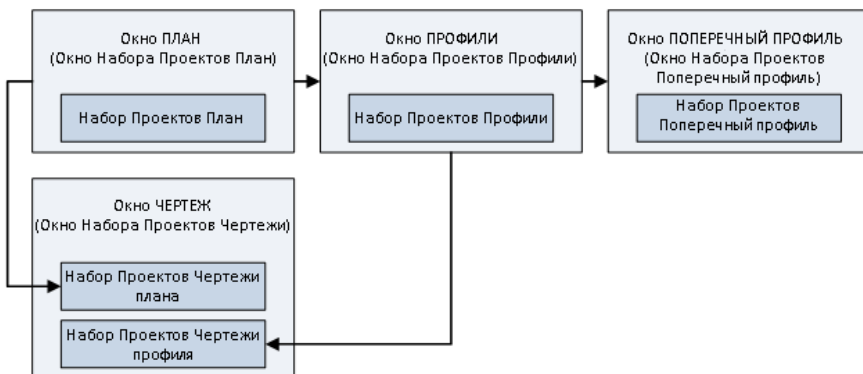 Окно ПЛАН
(Окно Набора Проектов План)
Набор Проектов План
Окно ПРОФИЛИ
(Окно Набора Проектов Профили)
Набор Проектов Профили
Окно ПОПЕРЕЧНЫЙ ПРОФИЛЬ
(Окно Набора Проектов
Поперечный профиль)
Набор Проектов
Поперечный профиль
Окно ЧЕРТЕЖ
(Окно Набора Проектов Чертежи)
Набор Проектов Чертежи
плана
Набор Проектов Чертежи
профиля